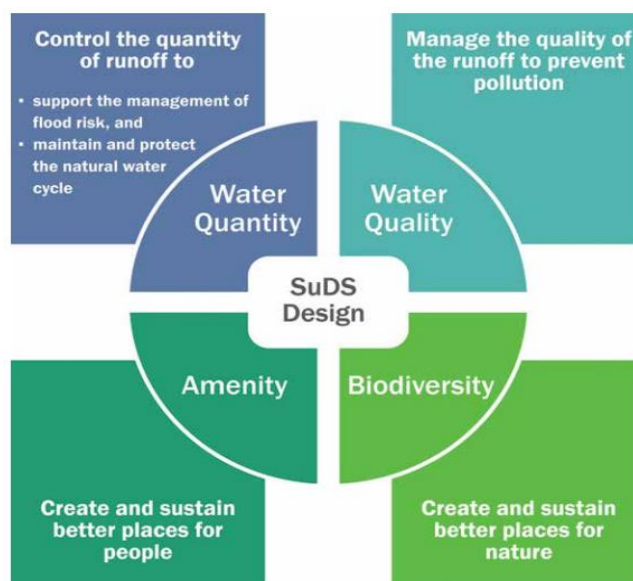 Control the quantity
of runoff to
• support the management of
flood risk, and
• maintain and protect
the natural water
cycle
Manage the quality of
the runoff to prevent
pollution
Water
Quantity
Water
Quality
SuDS
Design
Amenity
Biodiversity
Create and sustain
better places for
people
Create and sustain
better places for
nature